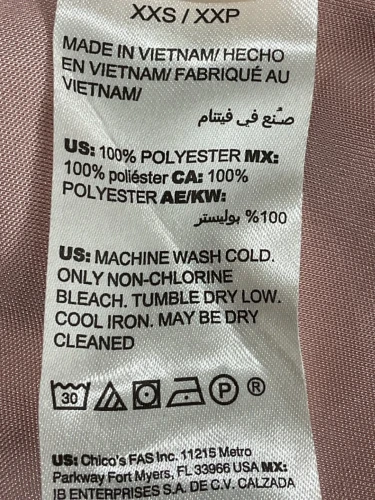 XXS / XXP
MADE IN VIETNAM/ HECHO
EN VIETNAM/ FABRIQUÉ AU
VIETNAM/
صُنع في فيتنام
US: 100% POLYESTER MX:
100% poliéster CA: 100%
POLYESTER AE/KW:
100% بوليستر
US: MACHINE WASH COLD.
ONLY NON-CHLORINE
BLEACH. TUMBLE DRY LOW.
COOL IRON. MAY BE DRY
CLEANED
30 P ®
US: Chico's FAS Inc. 11215 Metro
Parkway Fort Myers, FL 33966 USA MX:
IB ENTERPRISES S.A. DE C.V. CALZADA